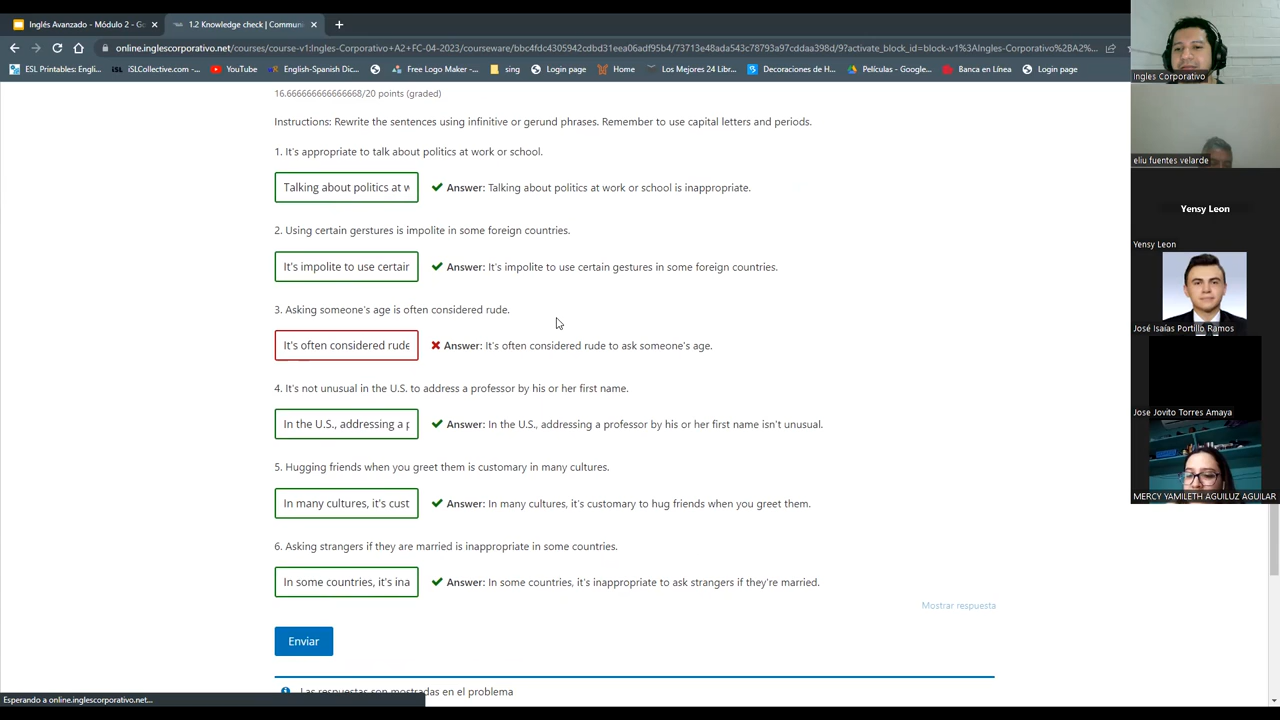 Inglés Avanzado - Módulo 2 - Ge
1.2 Knowledge check | Communi
online.inglescorporativo.net/courses/course-v1:Ingles-Corporativo+A2+FC-04-2023/courseware/bbc4fdc4305942cdbd31eea06adf95b4/73713e48ada543c78793a97cddaa398d/9?activate_block_id=block-v1%3AIngles-Corporativo%2BA2%...
ESL Printables: Engli...
iSLCollective.com -...
YouTube
English-Spanish Dic...
Free Logo Maker -...
sing
Login page
Home
Los Mejores 24 Libr...
Decoraciones de H...
Películas - Google...
Banca en Línea
Login page
16.666666666666668/20 points (graded)
Instructions: Rewrite the sentences using infinitive or gerund phrases. Remember to use capital letters and periods.
1. It's appropriate to talk about politics at work or school.
Talking about politics at w
Answer: Talking about politics at work or school is inappropriate.
2. Using certain gerstures is impolite in some foreign countries.
It's impolite to use certain
Answer: It's impolite to use certain gestures in some foreign countries.
3. Asking someone's age is often considered rude.
It's often considered rude
Answer: It's often considered rude to ask someone's age.
4. It's not unusual in the U.S. to address a professor by his or her first name.
In the U.S., addressing a p
Answer: In the U.S., addressing a professor by his or her first name isn't unusual.
5. Hugging friends when you greet them is customary in many cultures.
In many cultures, it's cust
Answer: In many cultures, it's customary to hug friends when you greet them.
6. Asking strangers if they are married is inappropriate in some countries.
In some countries, it's ina
Answer: In some countries, it's inappropriate to ask strangers if they're married.
Mostrar respuesta
Enviar
Las respuestas son mostradas en el problema
Esperando a online.inglescorporativo.net...
Ingles Corporativo
eliu fuentes velarde
Yensy Leon
Yensy Leon
José Isaías Portillo Ramos
Jose Jovito Torres Amaya
MERCY YAMILETH AGUILUZ AGUILAR